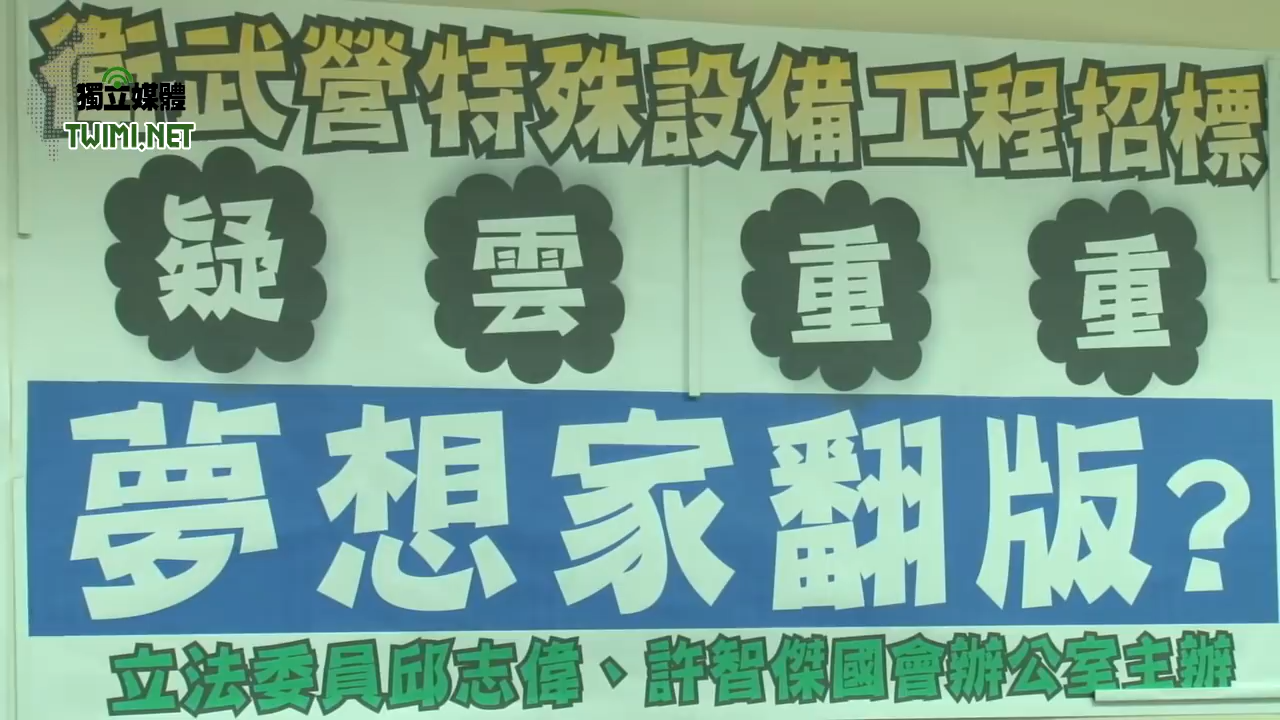 衛武營特殊設備工程招標
獨立媒體
TWIMI.NET
疑雲重重
夢想家翻版?
立法委員邱志偉、許智傑國會辦公室主辦